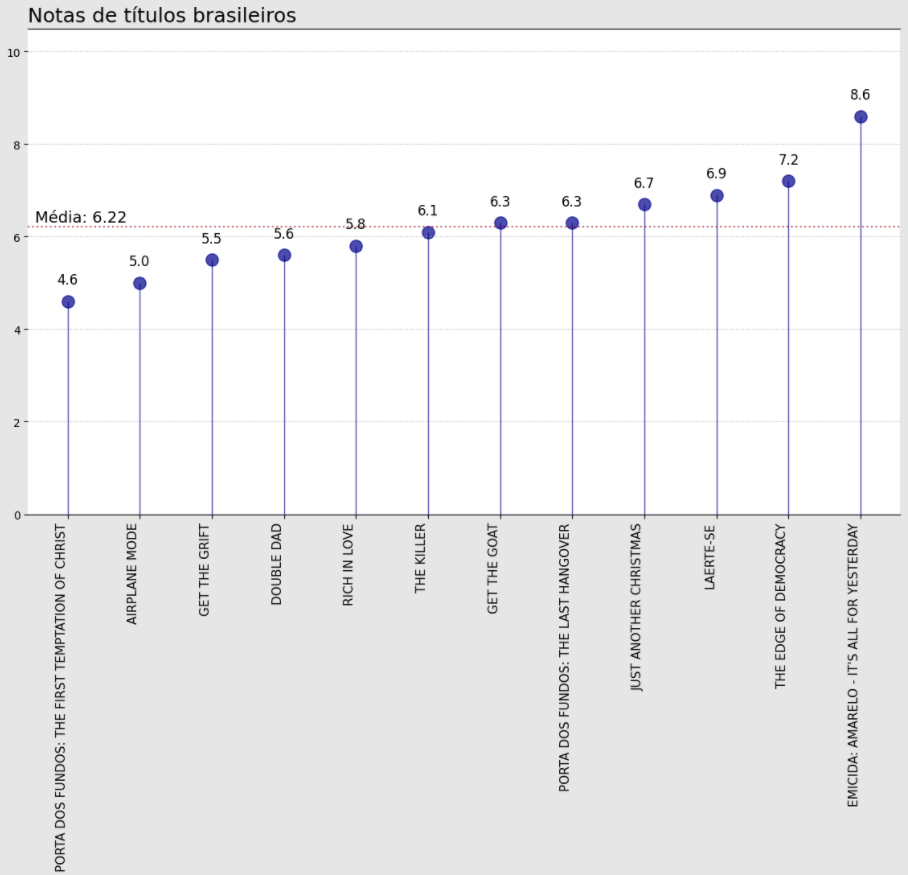 Notas de títulos brasileiros
10
8
6
4
2
0
Média: 6.22
4.6
5.0
5.5
5.6
5.8
6.1
6.3
6.3
6.7
6.9
7.2
8.6
PORTA DOS FUNDOS: THE FIRST TEMPTATION OF CHRIST
AIRPLANE MODE
GET THE GRIFT
DOUBLE DAD
RICH IN LOVE
THE KILLER
GET THE GOAT
PORTA DOS FUNDOS: THE LAST HANGOVER
JUST ANOTHER CHRISTMAS
LAERTE-SE
THE EDGE OF DEMOCRACY
EMICIDA: AMARELO - IT'S ALL FOR YESTERDAY